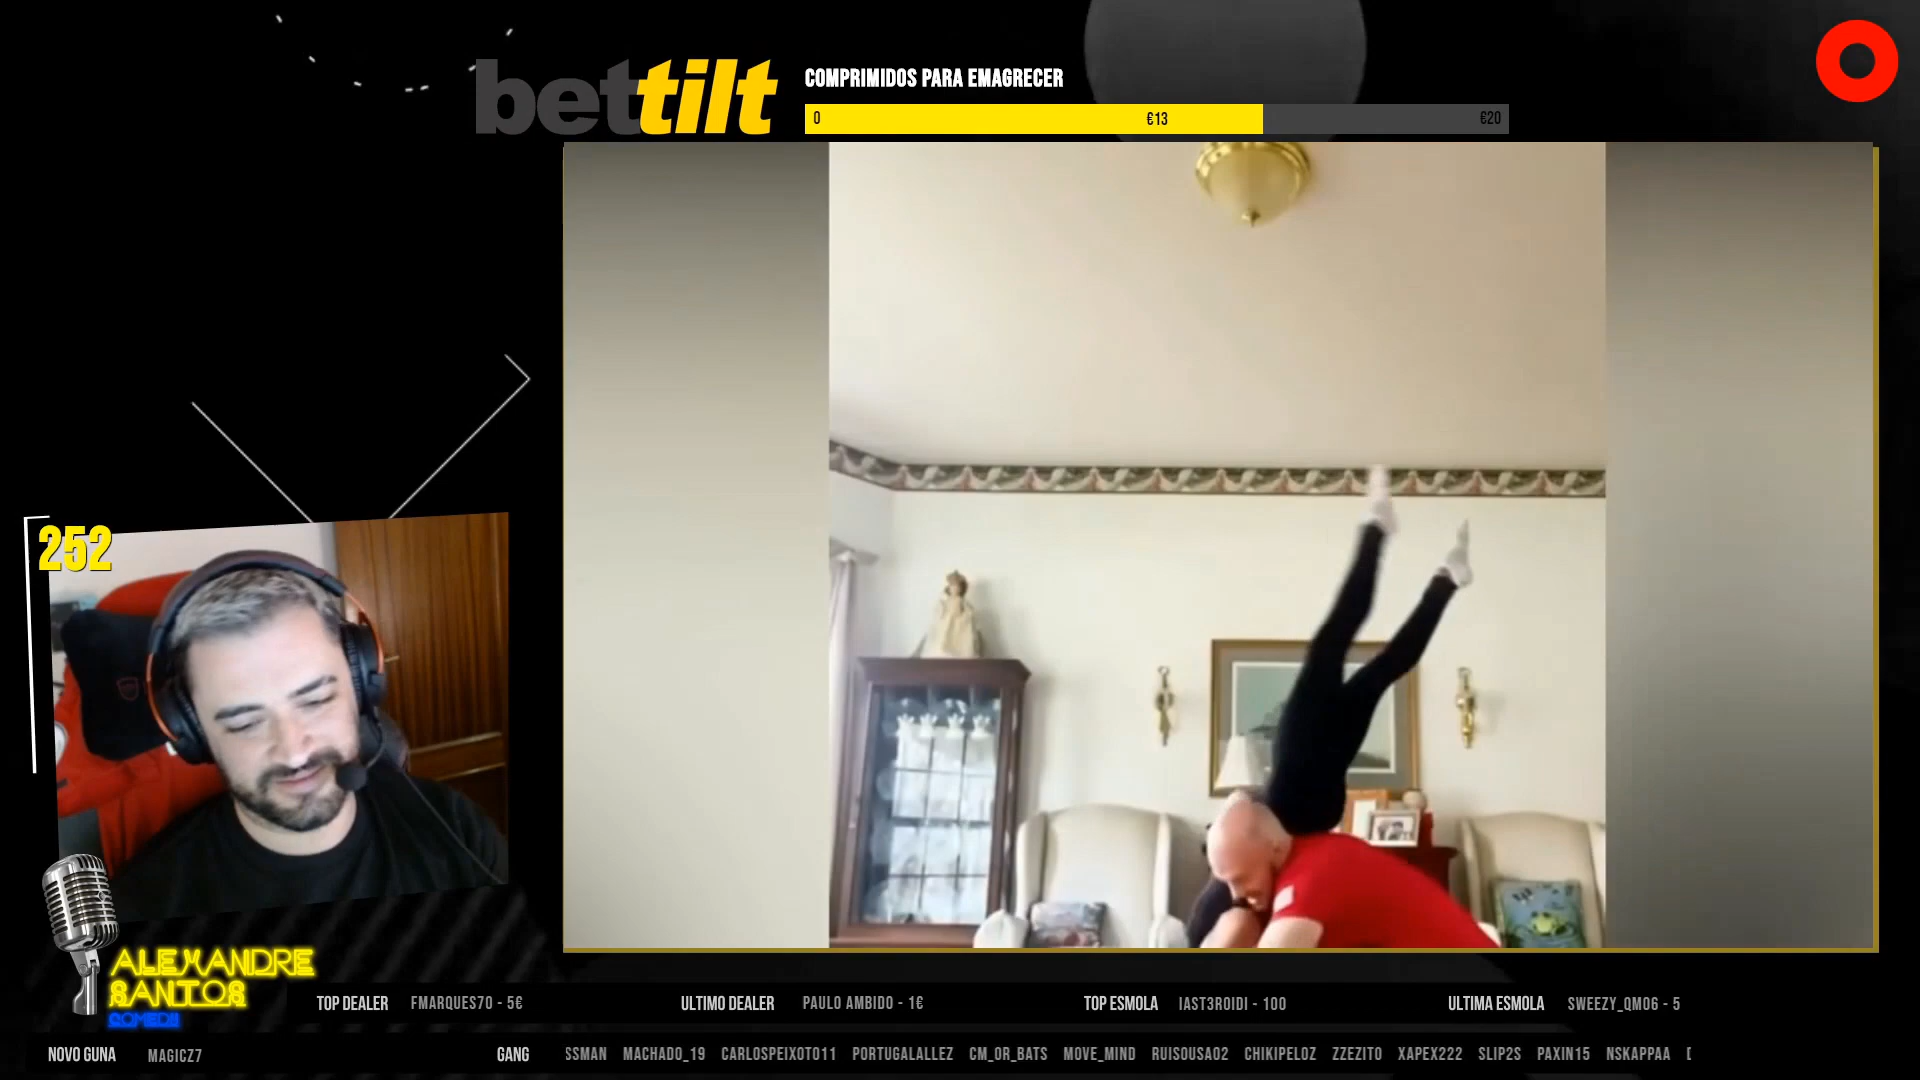 bettilt
COMPRIMIDOS PARA EMAGRECER
0 €13 €20
252
ALEXANDRE
SANTOS
COMEDY
TOP DEALER FMARQUES70 - 5€ ULTIMO DEALER PAULO AMBIDO - 1€ TOP ESMOLA IAST3ROIDI - 100 ULTIMA ESMOLA SWEEZY_QM06 - 5
NOVO GUNA MAGICZ7 GANG SSMAN MACHADO_19 CARLOSPEIXOTO11 PORTUGALALLEZ CM_OR_BATS MOVE_MIND RUISOUSA02 CHIKIPELOZ ZZEZITO XAPEX222 SLIP2S PAXIN15 NSKAPPAA